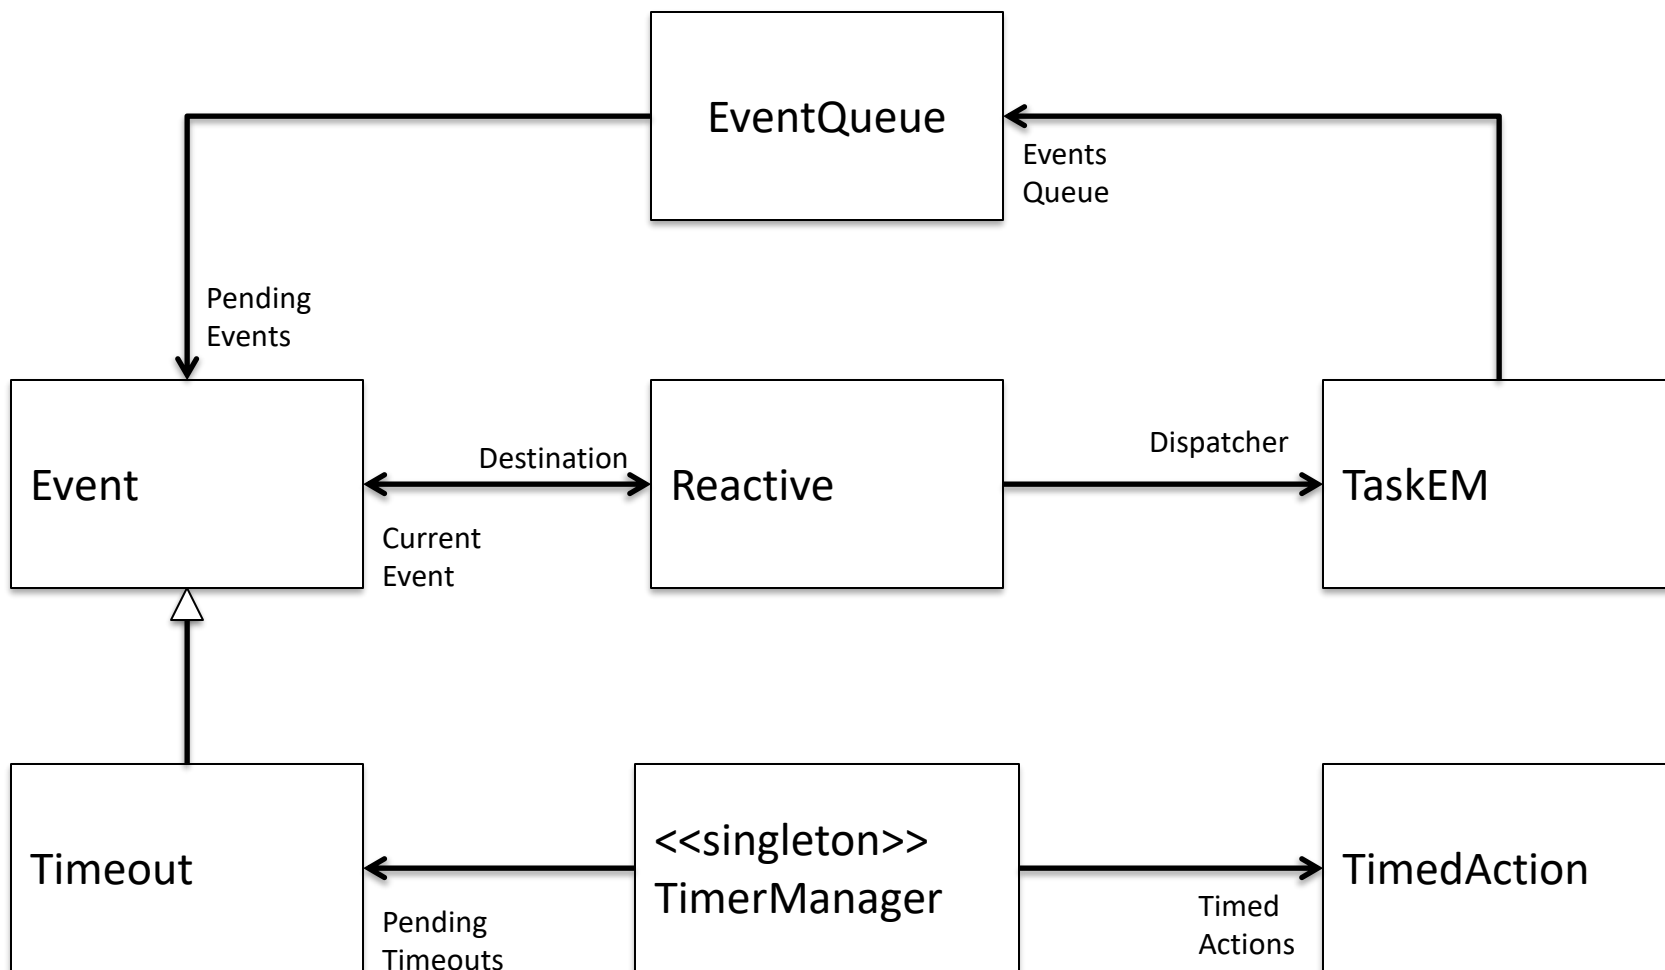 EventQueue
Events
Queue
Pending
Events
Event
Destination
Current
Event
Reactive
Dispatcher
TaskEM
Timeout
Pending
Timeouts
<<singleton>>
TimerManager
Timed
Actions
TimedAction